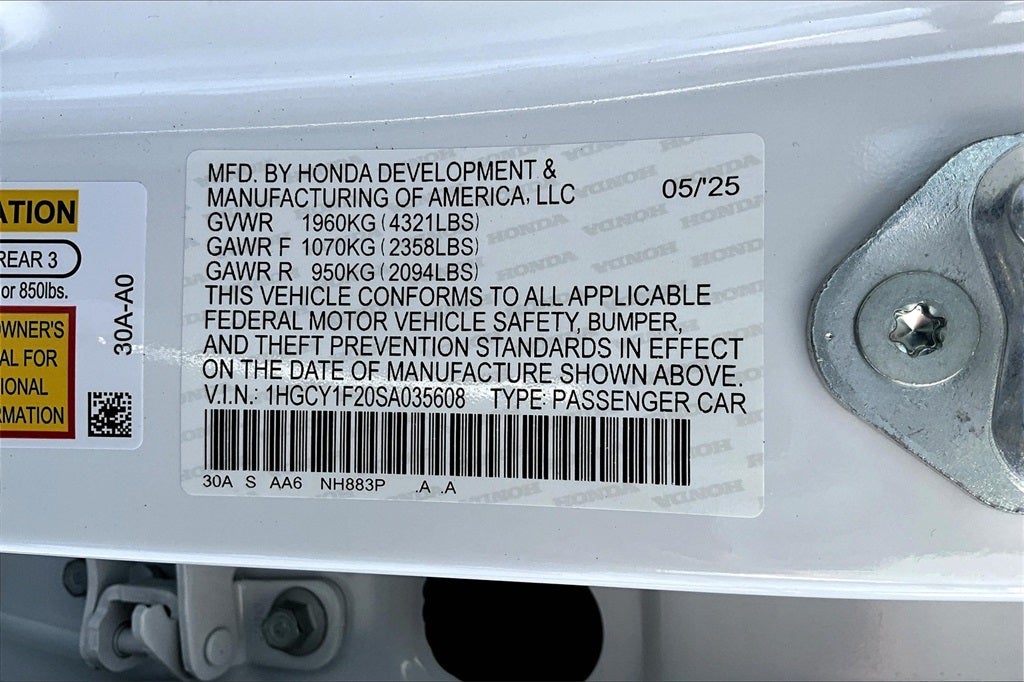 MFD. BY HONDA DEVELOPMENT &
MANUFACTURING OF AMERICA, LLC 05/'25
GVWR 1960KG (4321LBS)
GAWR F 1070KG (2358LBS)
GAWR R 950KG (2094LBS)
THIS VEHICLE CONFORMS TO ALL APPLICABLE
FEDERAL MOTOR VEHICLE SAFETY, BUMPER,
AND THEFT PREVENTION STANDARDS IN EFFECT
ON THE DATE OF MANUFACTURE SHOWN ABOVE.
V.I.N.: 1HGCY1F20SA035608 TYPE: PASSENGER CAR
30A S AA6 NH883P .A .A
ATION
REAR 3
or 850lbs.
OWNER'S
AL FOR
IONAL
RMATION
30A-A0
HONDA